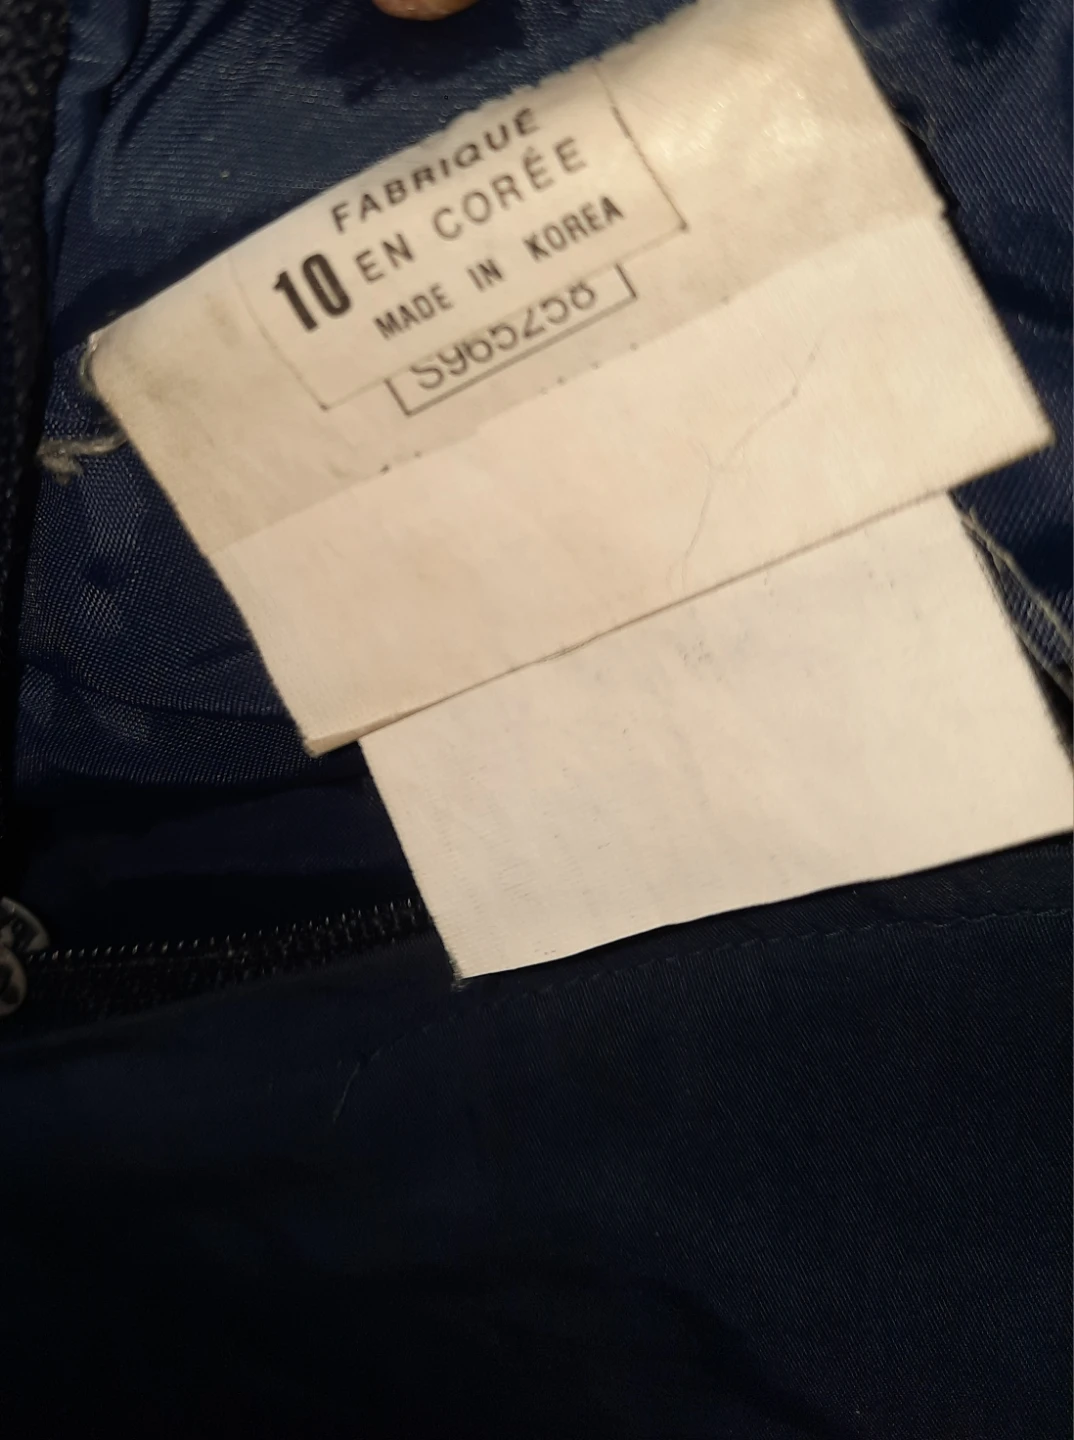 FABRIQUÉ
10 EN CORÉE
MADE IN KOREA
S965258